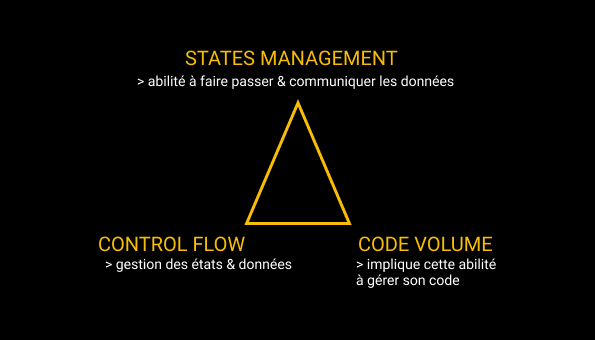 STATES MANAGEMENT
> abilité à faire passer & communiquer les données
CONTROL FLOW
> gestion des états & données
CODE VOLUME
> implique cette abilité
à gérer son code